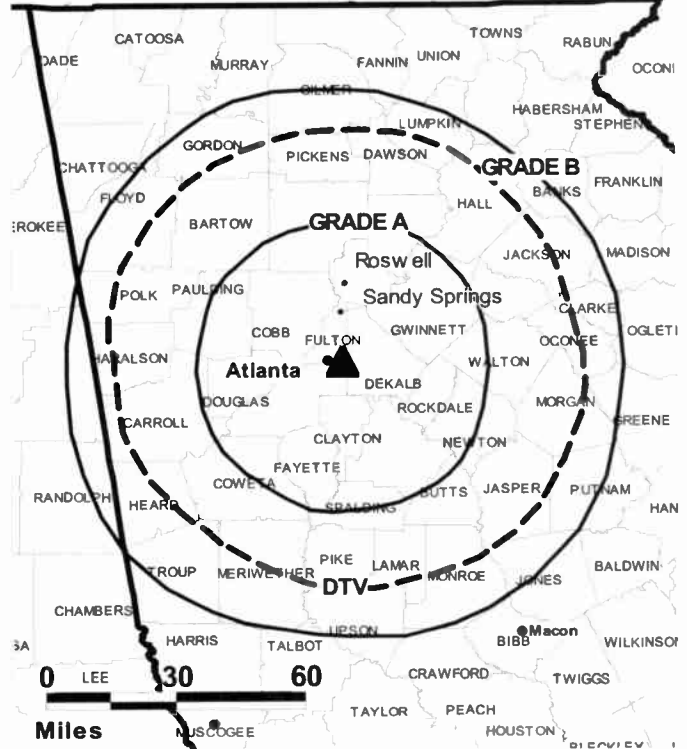 TOWNS
CATOOSA
RABUN
UNION
DADE
MURRAY
FANNIN
OCONI
GILMER
HABERSHAM
LUMPKIN
STEPHEN
GORDON
PICKENS
DAWSON
CHATTOOGA
GRADE B
FRANKLIN
BANKS
FLOYD
HALL
EROKEE
BARTOW
GRADE A
JACKSON
MADISON
Roswell
POLK
PAULDING
Sandy Springs
CLARKE
COBB
FULTON
GWINNETT
OGLETI
OCONEE
HARALSON
WALTON
Atlanta
DEKALB
DOUGLAS
MORGAN
ROCKDALE
CARROLL
GREENE
CLAYTON
NEWTON
FAYETTE
COWETA
BUTTS
JASPER
PUTNAM
RANDOLPH
HEARD
SPALDING
HAN
PIKE
LAMAR
BALDWIN
TROUP
MERIWETHER
MONROE
JONES
DTV
CHAMBERS
UPSON
Macon
HARRIS
TALBOT
BIBB
WILKINSON
SA
0
LEE
30
60
CRAWFORD
TWIGGS
TAYLOR
PEACH
Miles
MUSCOGEE
HOUSTON
BLECKLEY